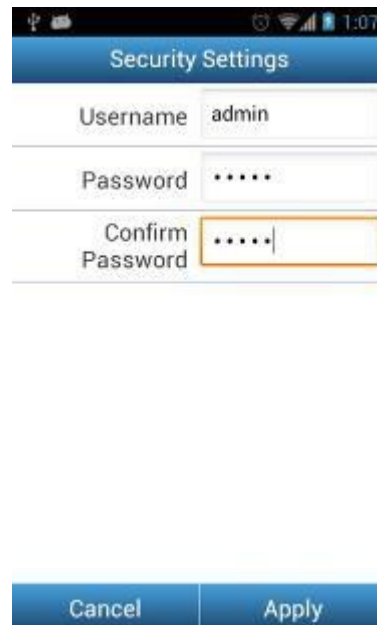 1:07
Security Settings
Username admin
Password •••••
Confirm
Password •••••
Cancel Apply